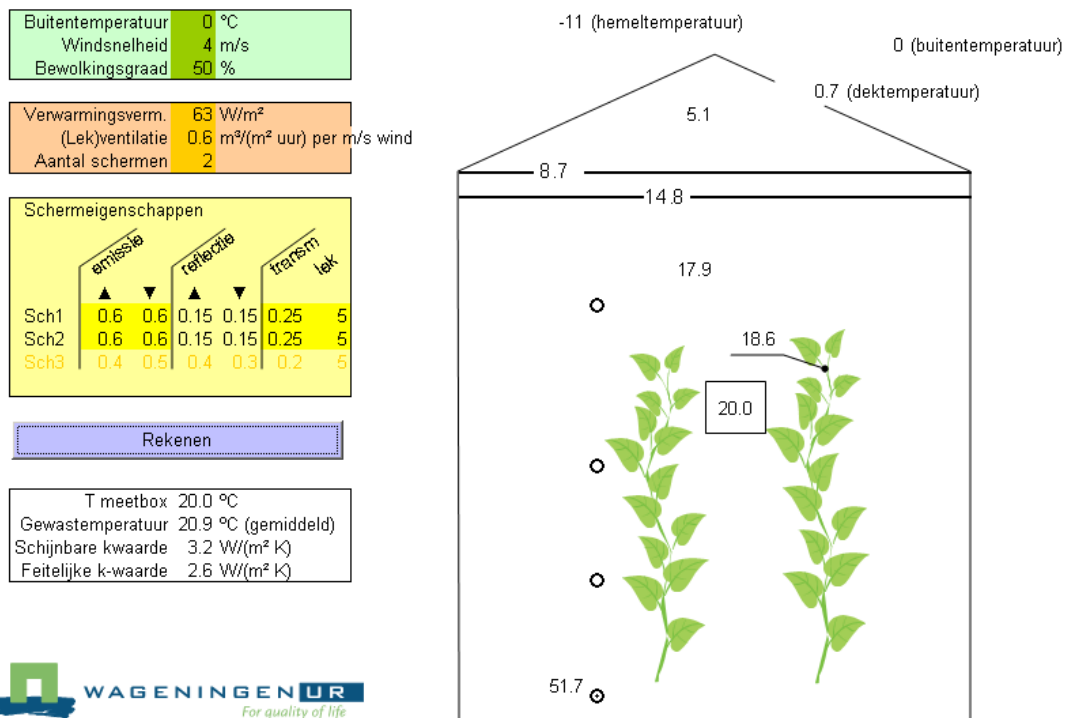 Buitentemperatuur 0 °C
Windsnelheid 4 m/s
Bewolkingsgraad 50 %
Verwarmingsverm. 63 W/m²
(Lek)ventilatie 0.6 m³/(m² uur) per m/s wind
Aantal schermen 2
Schermeigenschappen
emissie reflectie transm lek
▲ ▼ ▲ ▼
Sch1 0.6 0.6 0.15 0.15 0.25 5
Sch2 0.6 0.6 0.15 0.15 0.25 5
Sch3 0.4 0.5 0.4 0.3 0.2 5
Rekenen
T meetbox 20.0 °C
Gewastemperatuur 20.9 °C (gemiddeld)
Schijnbare kwaarde 3.2 W/(m² K)
Feitelijke k-waarde 2.6 W/(m² K)
WAGENINGEN UR
For quality of life
-11 (hemeltemperatuur)
0 (buitentemperatuur)
0.7 (dektemperatuur)
5.1
8.7
14.8
17.9
18.6
20.0
51.7